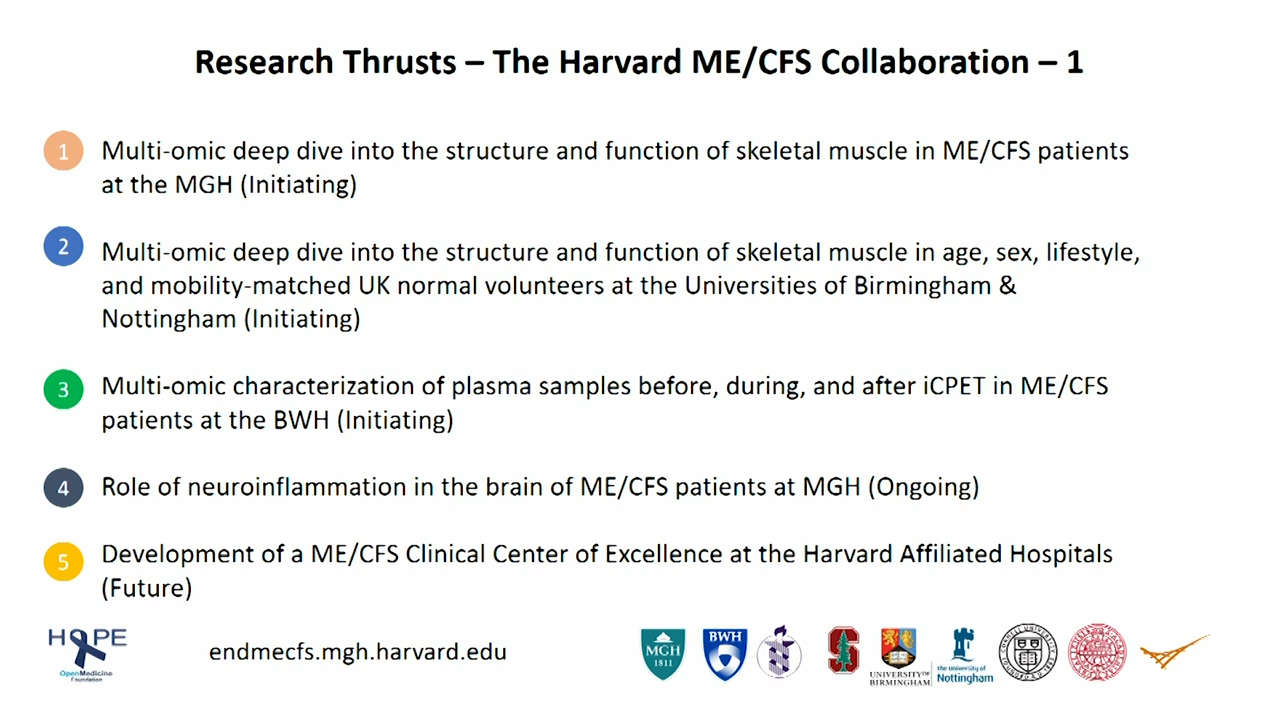 Research Thrusts – The Harvard ME/CFS Collaboration – 1
1
Multi-omic deep dive into the structure and function of skeletal muscle in ME/CFS patients
at the MGH (Initiating)
2
Multi-omic deep dive into the structure and function of skeletal muscle in age, sex, lifestyle,
and mobility-matched UK normal volunteers at the Universities of Birmingham &
Nottingham (Initiating)
3
Multi-omic characterization of plasma samples before, during, and after iCPET in ME/CFS
patients at the BWH (Initiating)
4
Role of neuroinflammation in the brain of ME/CFS patients at MGH (Ongoing)
5
Development of a ME/CFS Clinical Center of Excellence at the Harvard Affiliated Hospitals
(Future)
HOPE
OpenMedicine
Foundation
endmecfs.mgh.harvard.edu
MGH
1811
BWH
S
UNIVERSITY OF
BIRMINGHAM
The University of
Nottingham